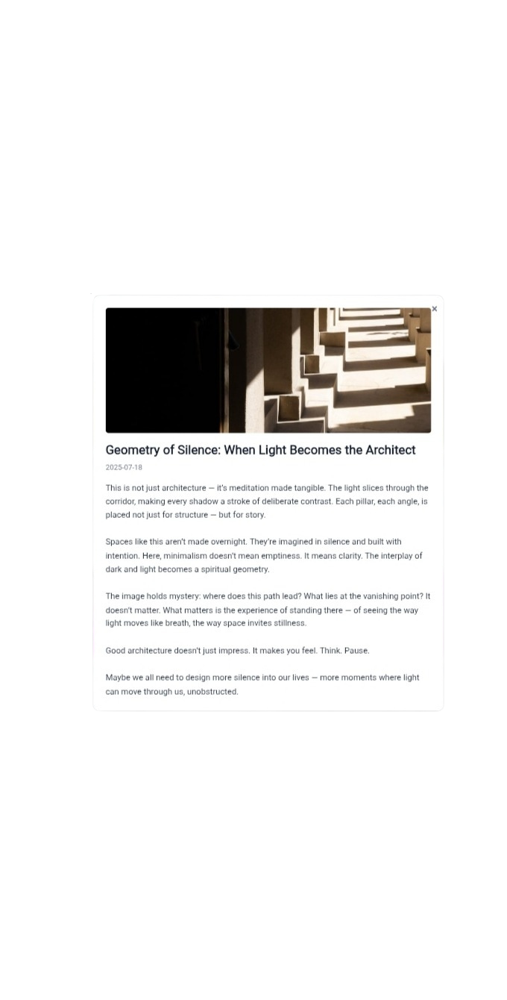 ×
Geometry of Silence: When Light Becomes the Architect
2025-07-18
This is not just architecture — it's meditation made tangible. The light slices through the
corridor, making every shadow a stroke of deliberate contrast. Each pillar, each angle, is
placed not just for structure — but for story.
Spaces like this aren't made overnight. They're imagined in silence and built with
intention. Here, minimalism doesn't mean emptiness. It means clarity. The interplay of
dark and light becomes a spiritual geometry.
The image holds mystery: where does this path lead? What lies at the vanishing point? It
doesn't matter. What matters is the experience of standing there — of seeing the way
light moves like breath, the way space invites stillness.
Good architecture doesn't just impress. It makes you feel. Think. Pause.
Maybe we all need to design more silence into our lives — more moments where light
can move through us, unobstructed.